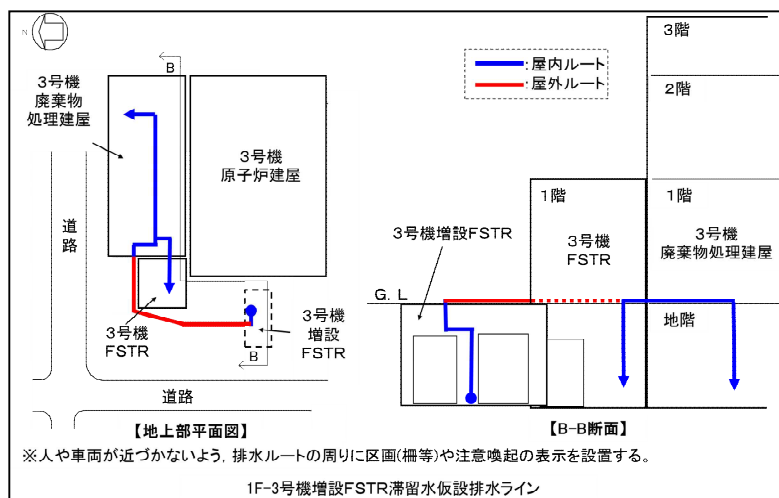 N
B
3号機
廃棄物
処理建屋
3号機
原子炉建屋
道路
3号機
FSTR
3号機
増設
FSTR
B
道路
【地上部平面図】
:屋内ルート
:屋外ルート
3階
2階
1階
1階
3号機増設FSTR
3号機
FSTR
3号機
廃棄物処理建屋
G.L
地階
【B-B断面】
※人や車両が近づかないよう，排水ルートの周りに区画(柵等)や注意喚起の表示を設置する。
1F-3号機増設FSTR滞留水仮設排水ライン